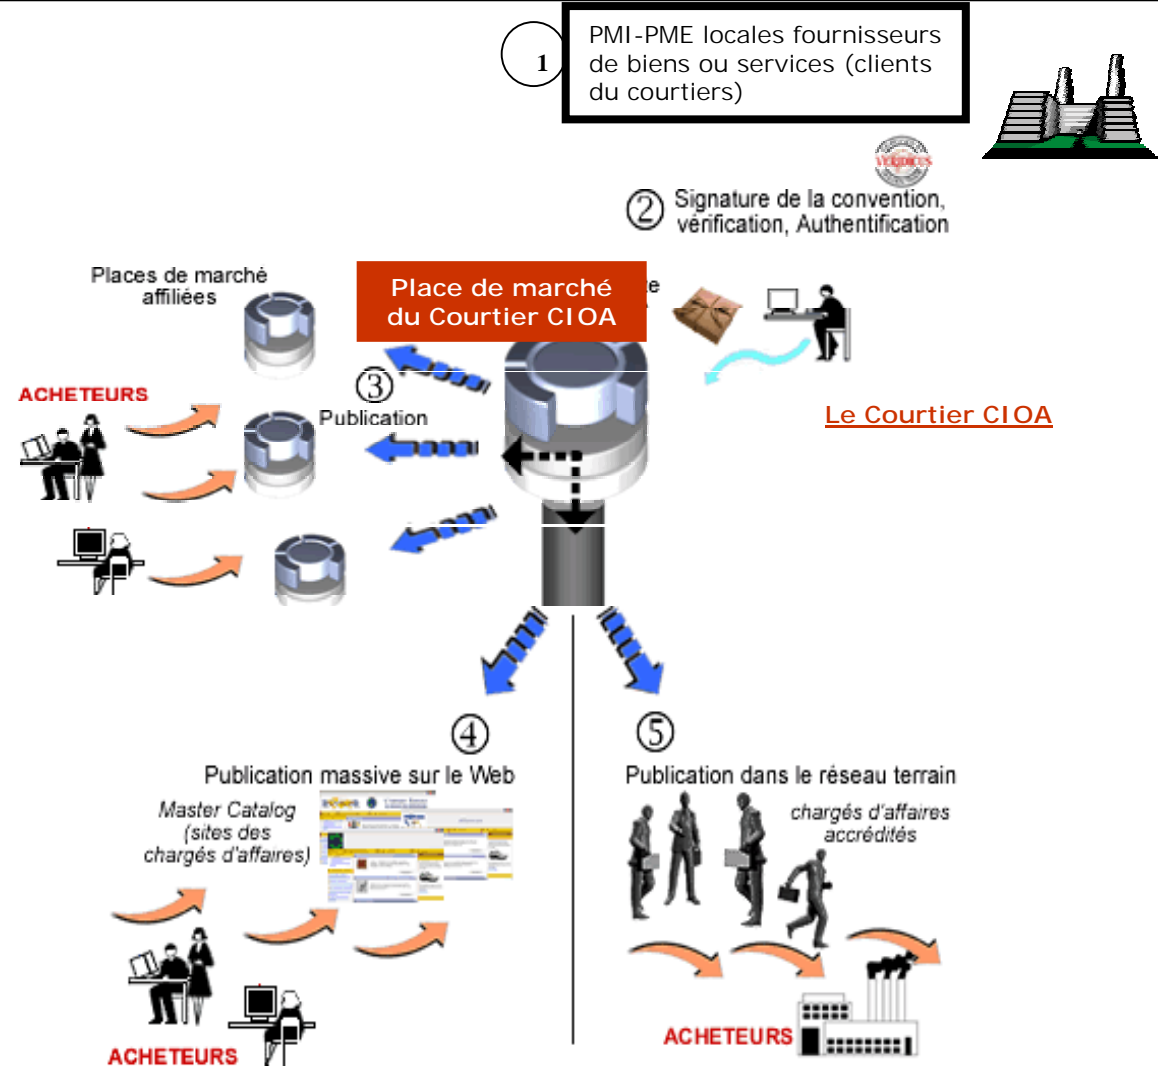 1
PMI-PME locales fournisseurs
de biens ou services (clients
du courtiers)
VERIDICUS
2
Signature de la convention,
vérification, Authentification
Places de marché
affiliées
Place de marché
du Courtier CIOA
ACHETEURS
3
Publication
Le Courtier CIOA
4
Publication massive sur le Web
Master Catalog
(sites des
chargés d'affaires)
ACHETEURS
5
Publication dans le réseau terrain
chargés d'affaires
accrédités
ACHETEURS